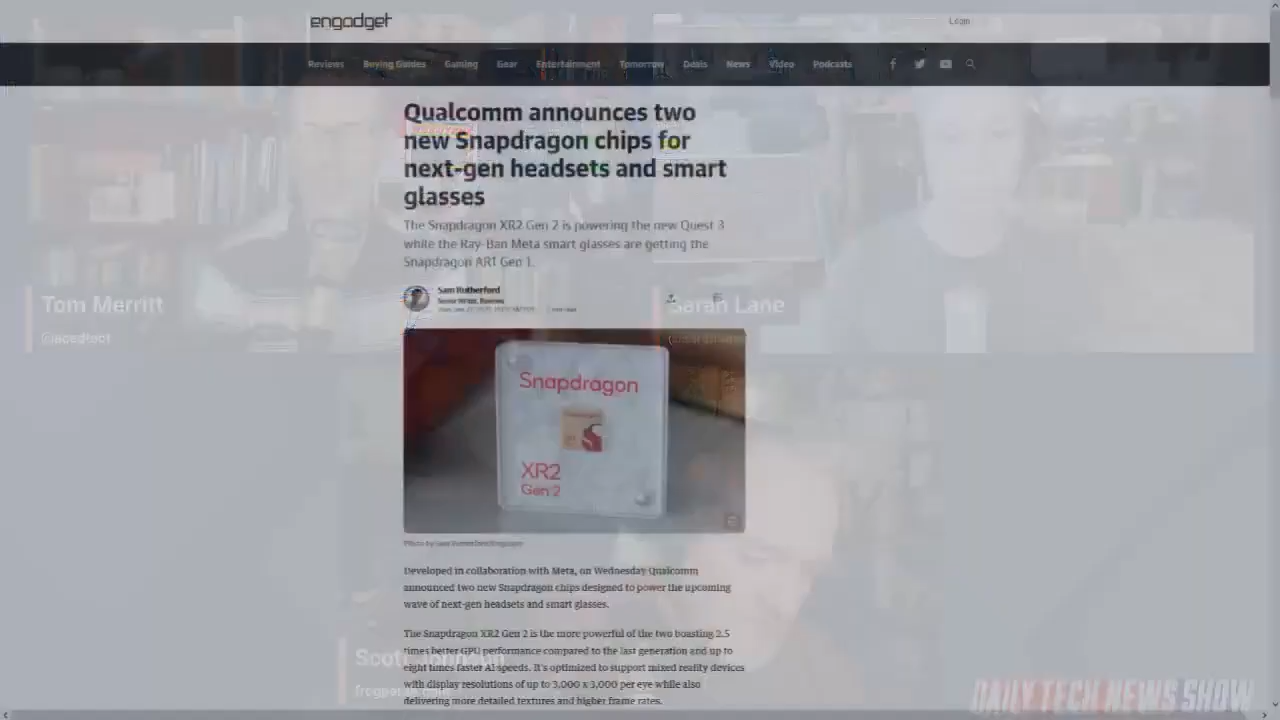 engadget
Login
Reviews Buying Guides Gaming Gear Entertainment Tomorrow Deals News Video Podcasts
Qualcomm announces two
new Snapdragon chips for
next-gen headsets and smart
glasses
The Snapdragon XR2 Gen 2 is powering the new Quest 3
while the Ray-Ban Meta smart glasses are getting the
Snapdragon AR1 Gen 1.
Sam Rutherford
Tom Merritt
Sarah Lane
@acedtect
Snapdragon
XR2
Gen 2
Developed in collaboration with Meta, on Wednesday Qualcomm
announced two new Snapdragon chips designed to power the upcoming
wave of next-gen headsets and smart glasses.
The Snapdragon XR2 Gen 2 is the more powerful of the two boasting 2.5
times better GPU performance compared to the last generation and up to
eight times faster AI speeds. It's optimized to support mixed reality devices
with display resolutions of up to 3,000 x 3,000 per eye while also
delivering more detailed textures and higher frame rates.
Scott
DAILY TECH NEWS SHOW